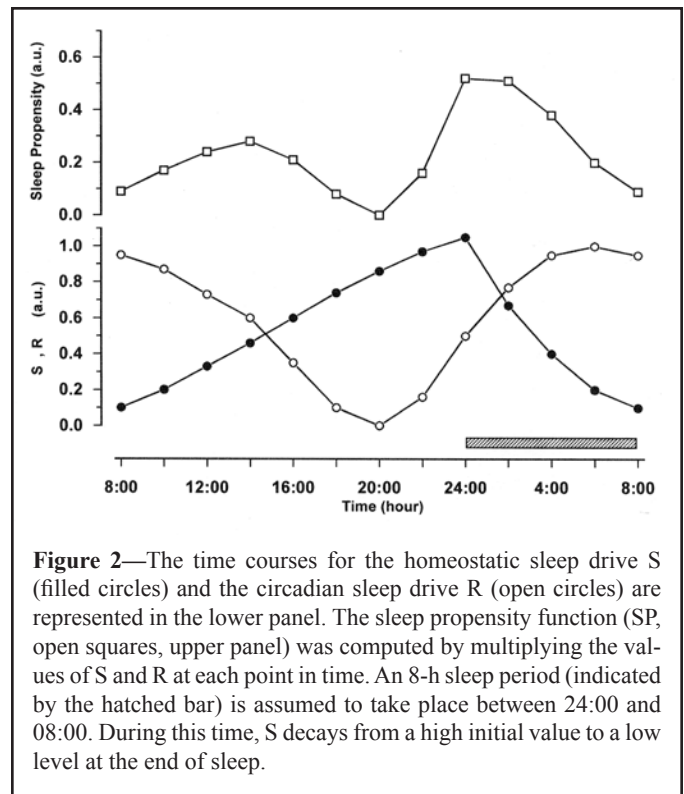 Sleep Propensity (a.u.)
0.6
0.4
0.2
0.0
S , R (a.u.)
1.0
0.8
0.6
0.4
0.2
0.0
8:00 12:00 16:00 20:00 24:00 4:00 8:00
Time (hour)
Figure 2—The time courses for the homeostatic sleep drive S
(filled circles) and the circadian sleep drive R (open circles) are
represented in the lower panel. The sleep propensity function (SP,
open squares, upper panel) was computed by multiplying the val-
ues of S and R at each point in time. An 8-h sleep period (indicated
by the hatched bar) is assumed to take place between 24:00 and
08:00. During this time, S decays from a high initial value to a low
level at the end of sleep.